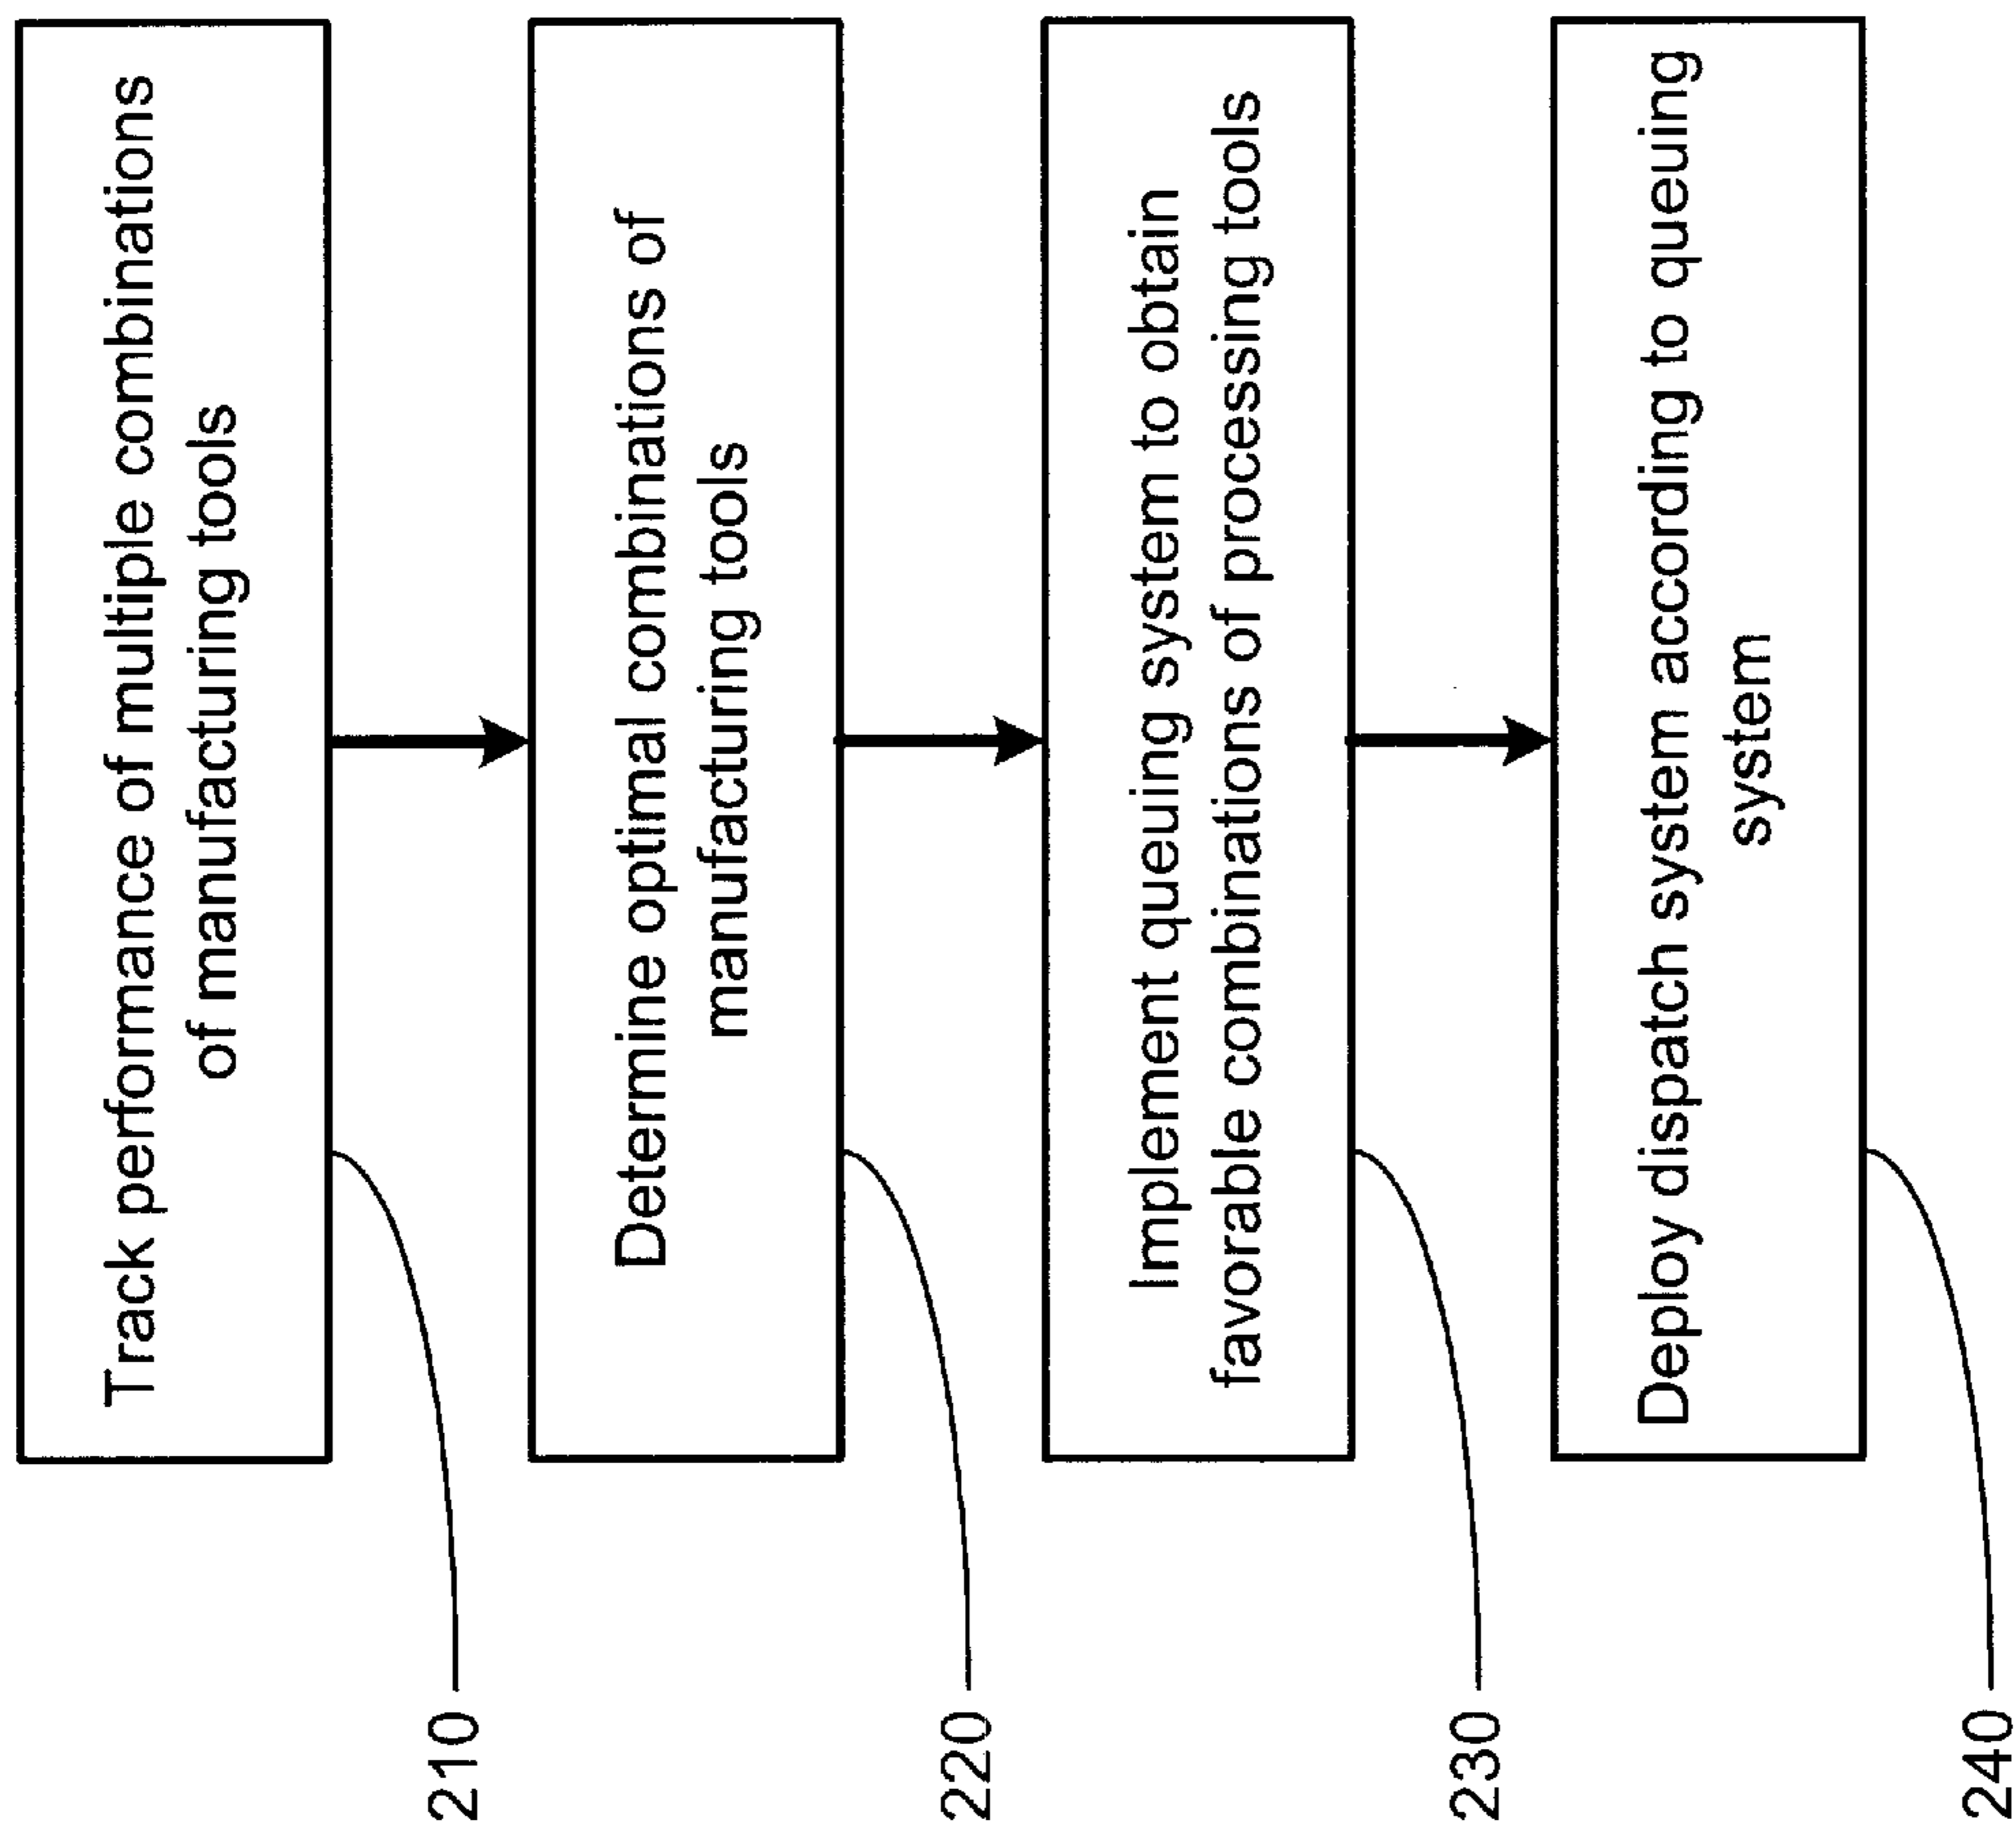 Track performance of multiple combinations
of manufacturing tools
210
Determine optimal combinations of
manufacturing tools
220
Implement queuing system to obtain
favorable combinations of processing tools
230
Deploy dispatch system according to queuing
system
240